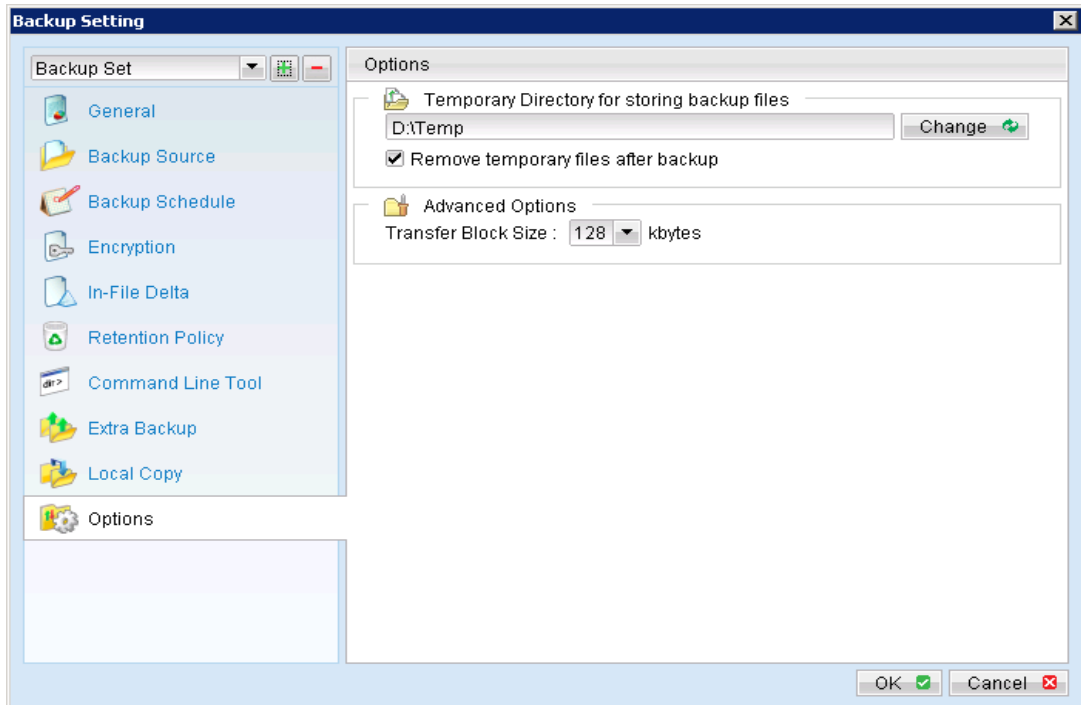 Backup Setting
Backup Set
General
Backup Source
Backup Schedule
Encryption
In-File Delta
Retention Policy
dir>
Command Line Tool
Extra Backup
Local Copy
Options
Options
Temporary Directory for storing backup files
D:\Temp
Change
Remove temporary files after backup
Advanced Options
Transfer Block Size : 128 kbytes
OK
Cancel